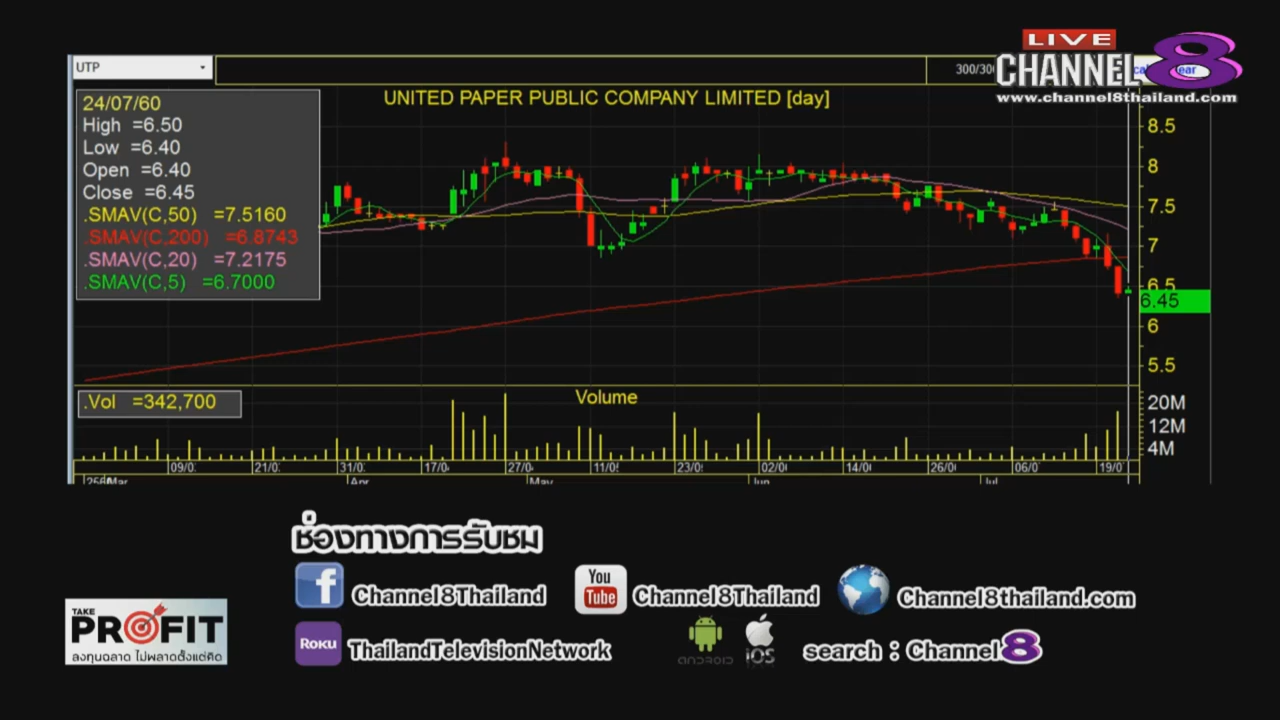 LIVE
CHANNEL 8
www.channel8thailand.com
UTP
300/300
UNITED PAPER PUBLIC COMPANY LIMITED [day]
24/07/60
High =6.50
Low =6.40
Open =6.40
Close =6.45
.SMAV(C,50) =7.5160
.SMAV(C,200) =6.8743
.SMAV(C,20) =7.2175
.SMAV(C,5) =6.7000
8.5
8
7.5
7
6.5
6.45
6
5.5
.Vol =342,700
Volume
20M
12M
4M
09/0 21/0 31/0 17/0 27/0 11/0 23/0 02/0 14/0 26/0 06/0 19/0
Mar Apr May Jun Jul
ช่องทางการรับชม
f Channel8Thailand You Tube Channel8Thailand Channel8thailand.com
ROKU ThailandTelevisionNetwork ANDROID iOS search : Channel 8
TAKE
PROFIT
ลงทุนฉลาด ไม่พลาดตั้งแต่คิด